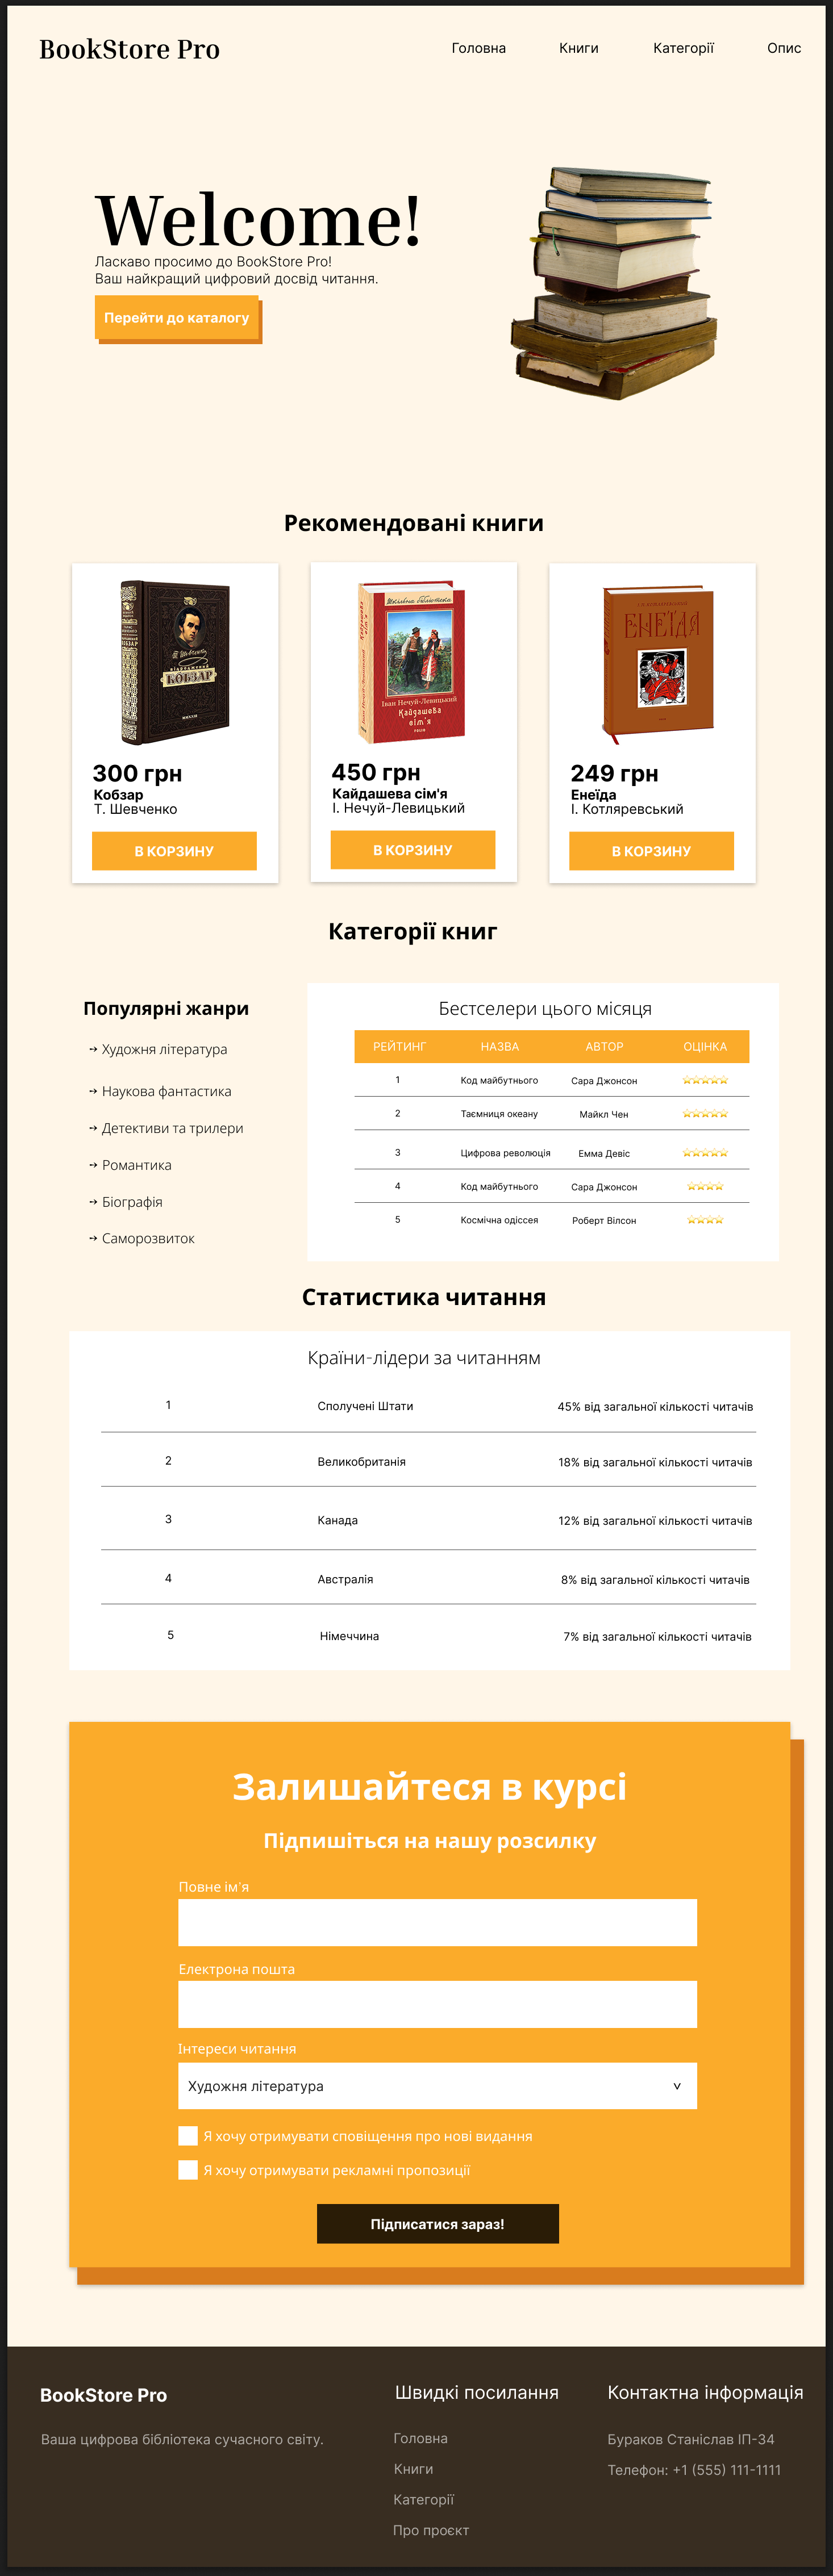 BookStore Pro
Головна
Книги
Категорії
Опис
Welcome!
Ласкаво просимо до BookStore Pro!
Ваш найкращий цифровий досвід читання.
Перейти до каталогу
Рекомендовані книги
КОБЗАР
300 грн
Кобзар
Т. Шевченко
В КОРЗИНУ
Шкільна бібліотека
Іван Нечуй-Левицький
Кайдашева
сім'я
450 грн
Кайдашева сім'я
І. Нечуй-Левицький
В КОРЗИНУ
ЕНЕЇДА
249 грн
Енеїда
І. Котляревський
В КОРЗИНУ
Категорії книг
Популярні жанри
→ Художня література
→ Наукова фантастика
→ Детективи та трилери
→ Романтика
→ Біографія
→ Саморозвиток
Бестселери цього місяця
РЕЙТИНГ НАЗВА АВТОР ОЦІНКА
1 Код майбутнього Сара Джонсон
2 Таємниця океану Майкл Чен
3 Цифрова революція Емма Девіс
4 Код майбутнього Сара Джонсон
5 Космічна одіссея Роберт Вілсон
Статистика читання
Країни-лідери за читанням
1 Сполучені Штати 45% від загальної кількості читачів
2 Великобританія 18% від загальної кількості читачів
3 Канада 12% від загальної кількості читачів
4 Австралія 8% від загальної кількості читачів
5 Німеччина 7% від загальної кількості читачів
Залишайтеся в курсі
Підпишіться на нашу розсилку
Повне ім'я
Електрона пошта
Інтереси читання
Художня література
Я хочу отримувати сповіщення про нові видання
Я хочу отримувати рекламні пропозиції
Підписатися зараз!
BookStore Pro
Ваша цифрова бібліотека сучасного світу.
Швидкі посилання
Головна
Книги
Категорії
Про проєкт
Контактна інформація
Бураков Станіслав ІП-34
Телефон: +1 (555) 111-1111